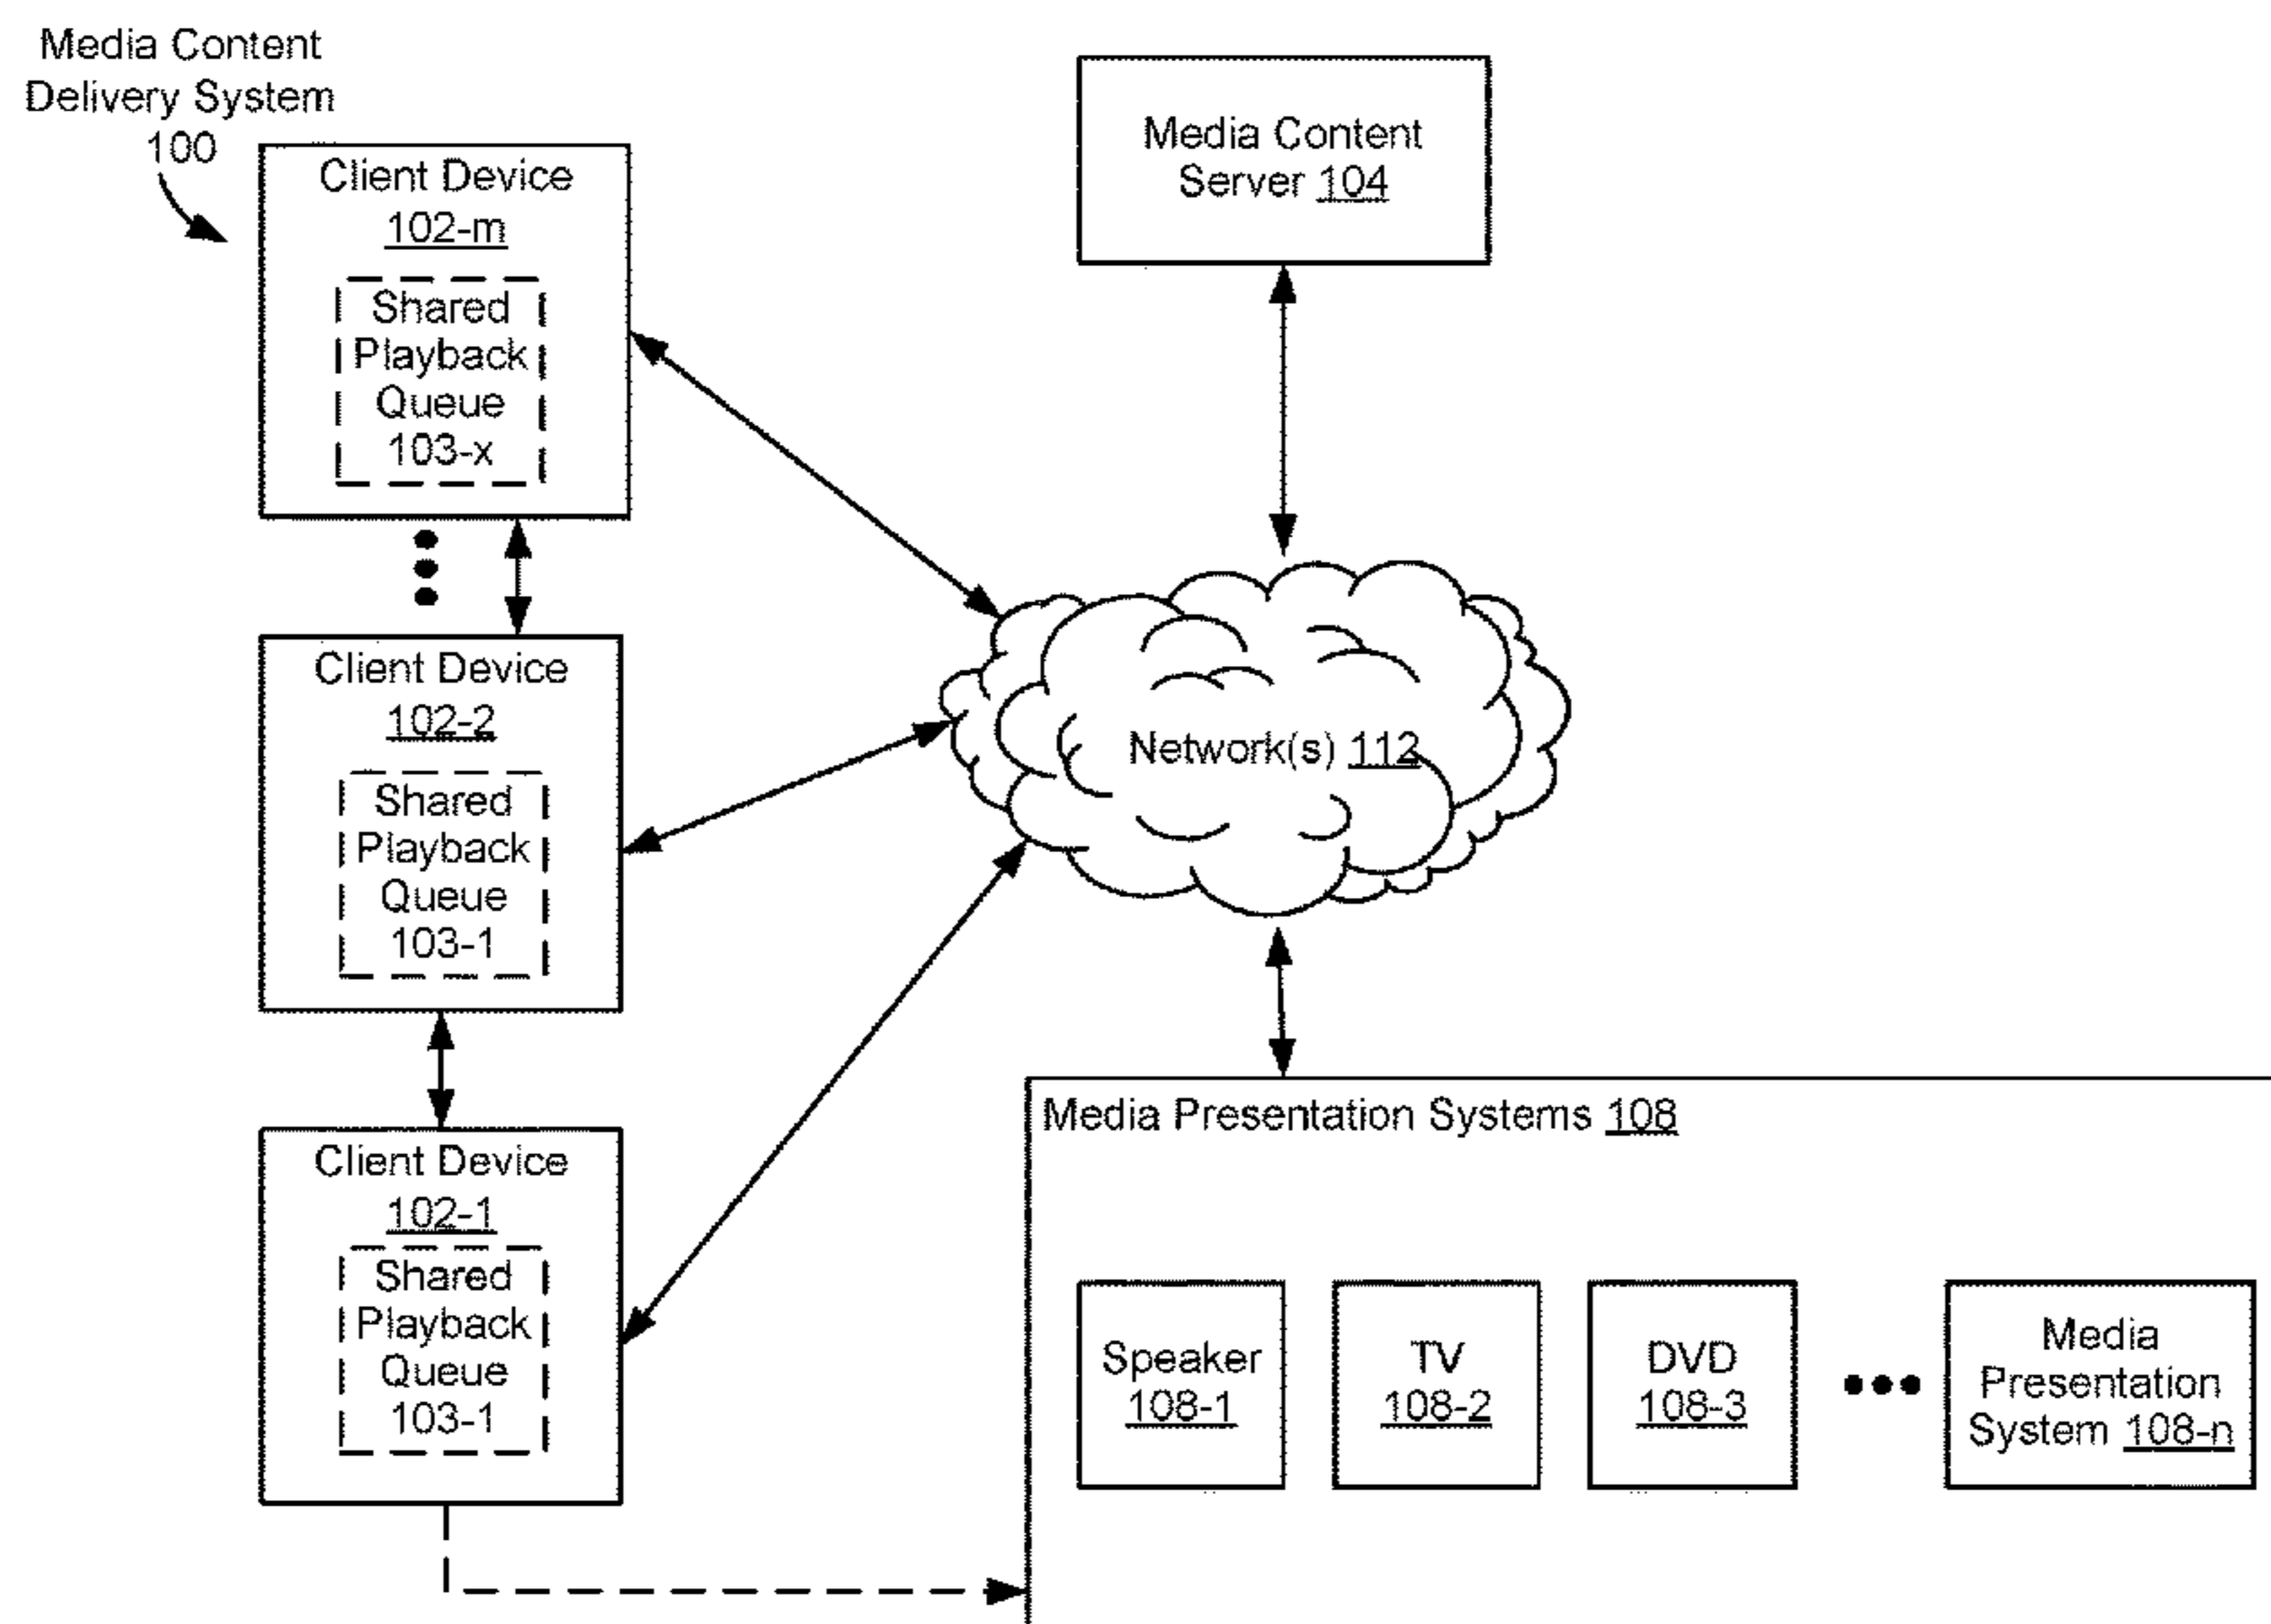 Media Content
Delivery System
100
Client Device
102-m
Shared
Playback
Queue
103-x
Media Content
Server 104
Client Device
102-2
Shared
Playback
Queue
103-1
Network(s) 112
Client Device
102-1
Shared
Playback
Queue
103-1
Media Presentation Systems 108
Speaker
108-1
TV
108-2
DVD
108-3
Media
Presentation
System 108-n